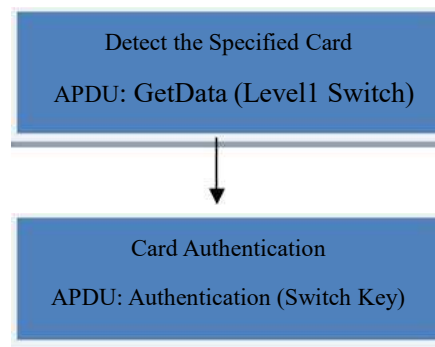 Detect the Specified Card
APDU: GetData (Level1 Switch)
Card Authentication
APDU: Authentication (Switch Key)